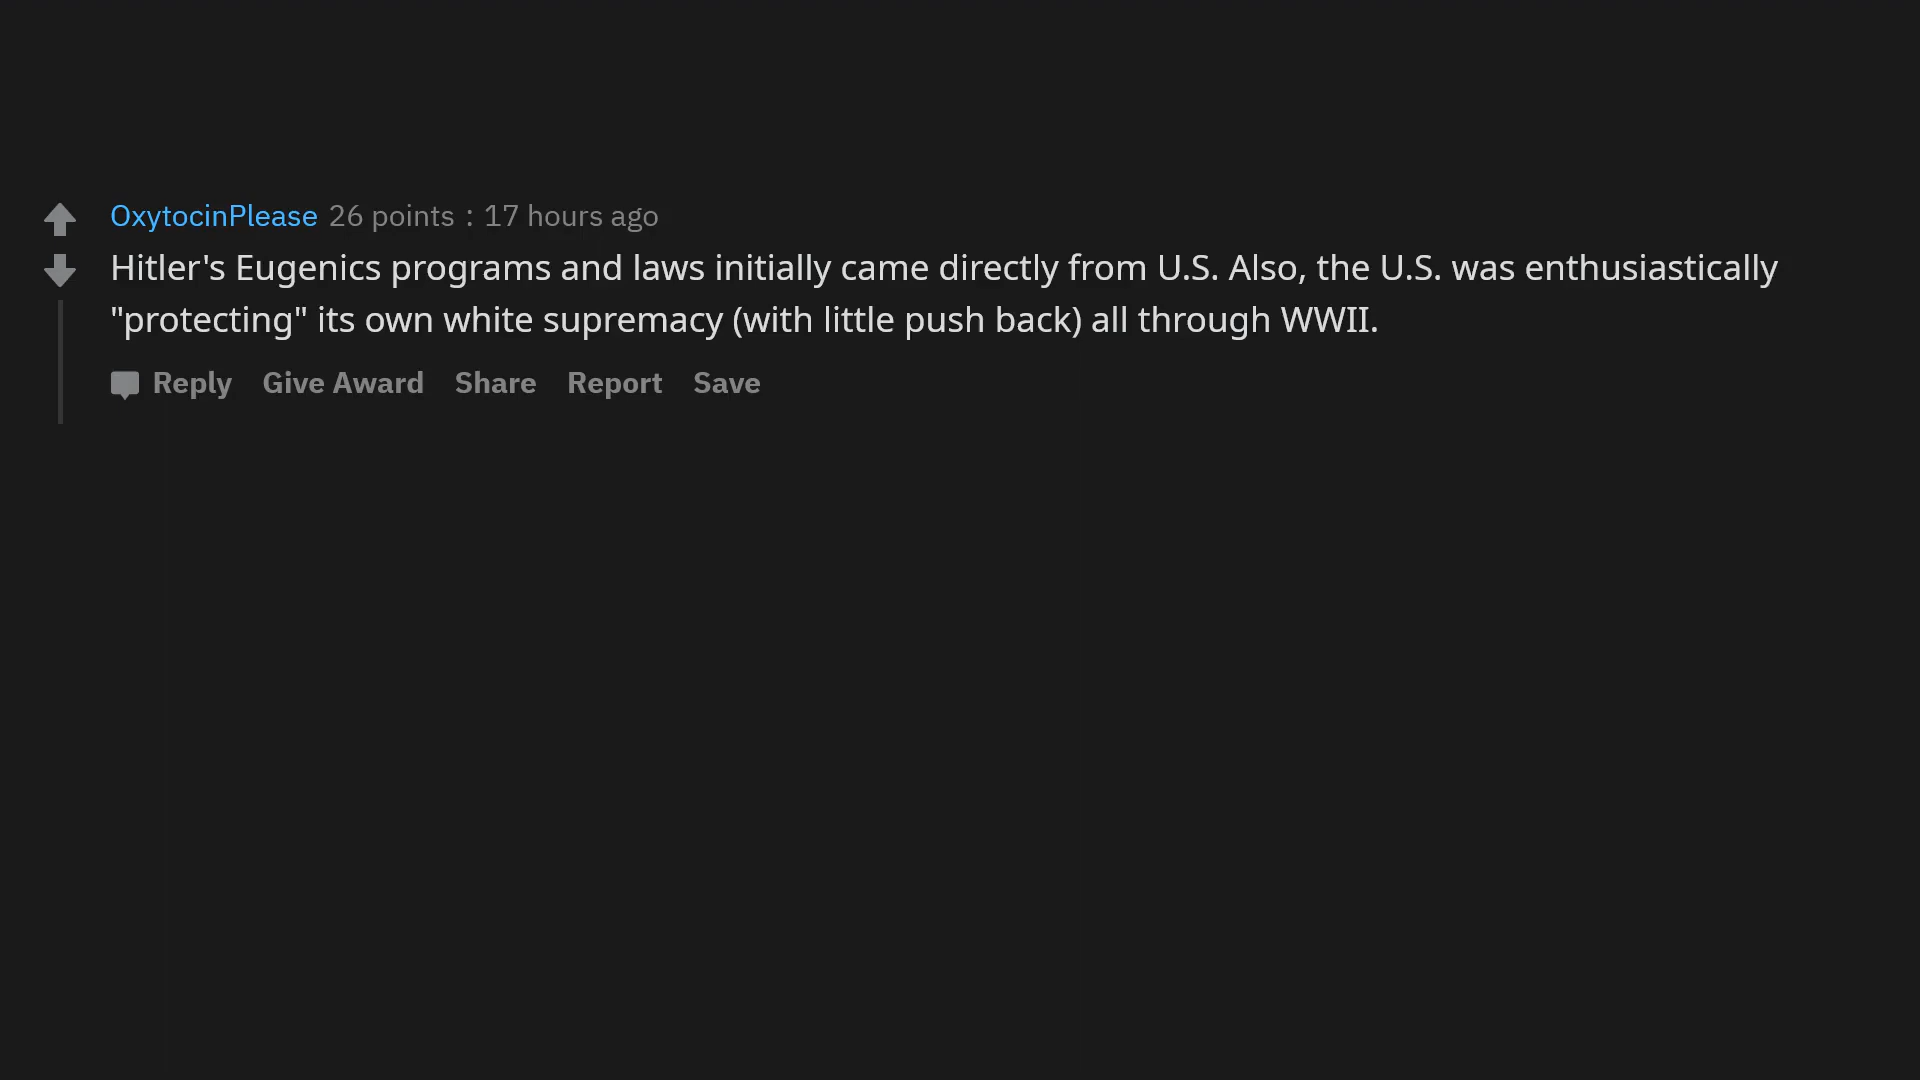 OxytocinPlease 26 points : 17 hours ago
Hitler's Eugenics programs and laws initially came directly from U.S. Also, the U.S. was enthusiastically
"protecting" its own white supremacy (with little push back) all through WWII.
Reply Give Award Share Report Save